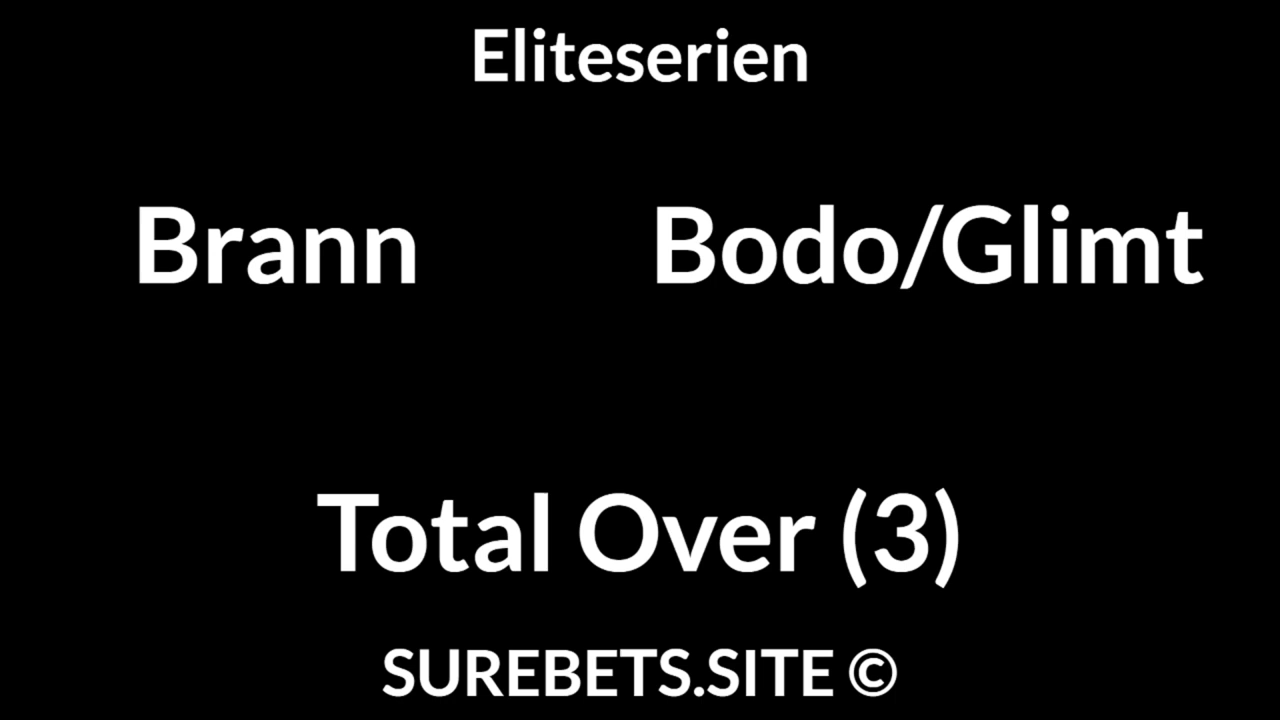 Eliteserien
Brann Bodo/Glimt
Total Over (3)
SUREBETS.SITE ©